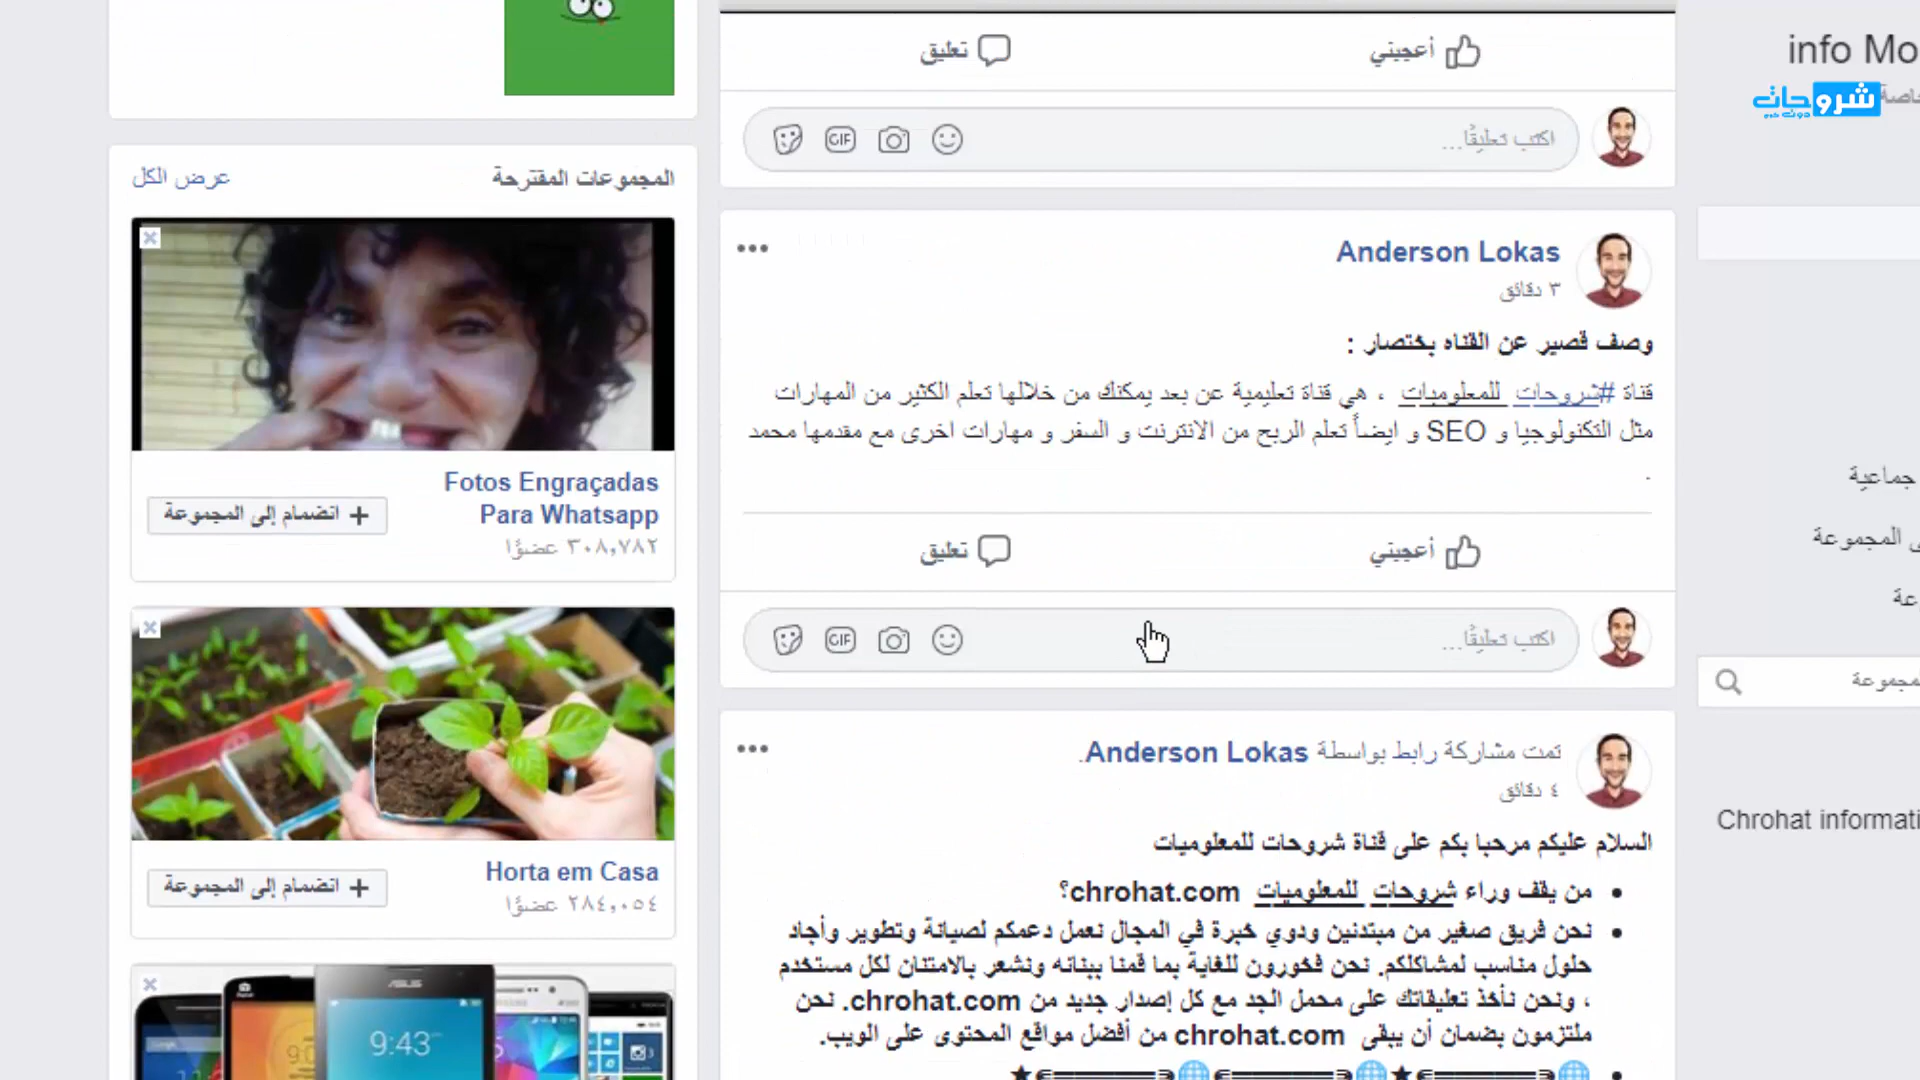 أعجبني
تعليق
info Mo
شروحات
اكتب تعليقًا...
GIF
المجموعات المقترحة
عرض الكل
Fotos Engraçadas
Para Whatsapp
٣٠٨,٧٨٢ عضوًا
+ انضمام إلى المجموعة
Horta em Casa
٢٨٤,٠٥٤ عضوًا
+ انضمام إلى المجموعة
ASUS
9:43
Anderson Lokas
٣ دقائق
وصف قصير عن القناه بختصار :
قناة #شروحات_للمعلوميات ، هي قناة تعليمية عن بعد يمكنك من خلالها تعلم الكثير من المهارات
مثل التكنولوجيا و SEO و ايضاً تعلم الربح من الانترنت و السفر و مهارات اخرى مع مقدمها محمد
.
أعجبني
تعليق
اكتب تعليقًا...
GIF
تمت مشاركة رابط بواسطة Anderson Lokas.
٤ دقائق
السلام عليكم مرحبا بكم على قناة شروحات للمعلوميات
• من يقف وراء شروحات_للمعلوميات chrohat.com؟
• نحن فريق صغير من مبتدئين ودوي خبرة في المجال نعمل دعمكم لصيانة وتطوير وأجاد
حلول مناسب لمشاكلكم. نحن فخورون للغاية بما قمنا ببنائه ونشعر بالامتنان لكل مستخدم
، ونحن نأخذ تعليقاتك على محمل الجد مع كل إصدار جديد من chrohat.com. نحن
ملتزمون بضمان أن يبقى chrohat.com من أفضل مواقع المحتوى على الويب.
جماعية
المجموعة
Chrohat informati